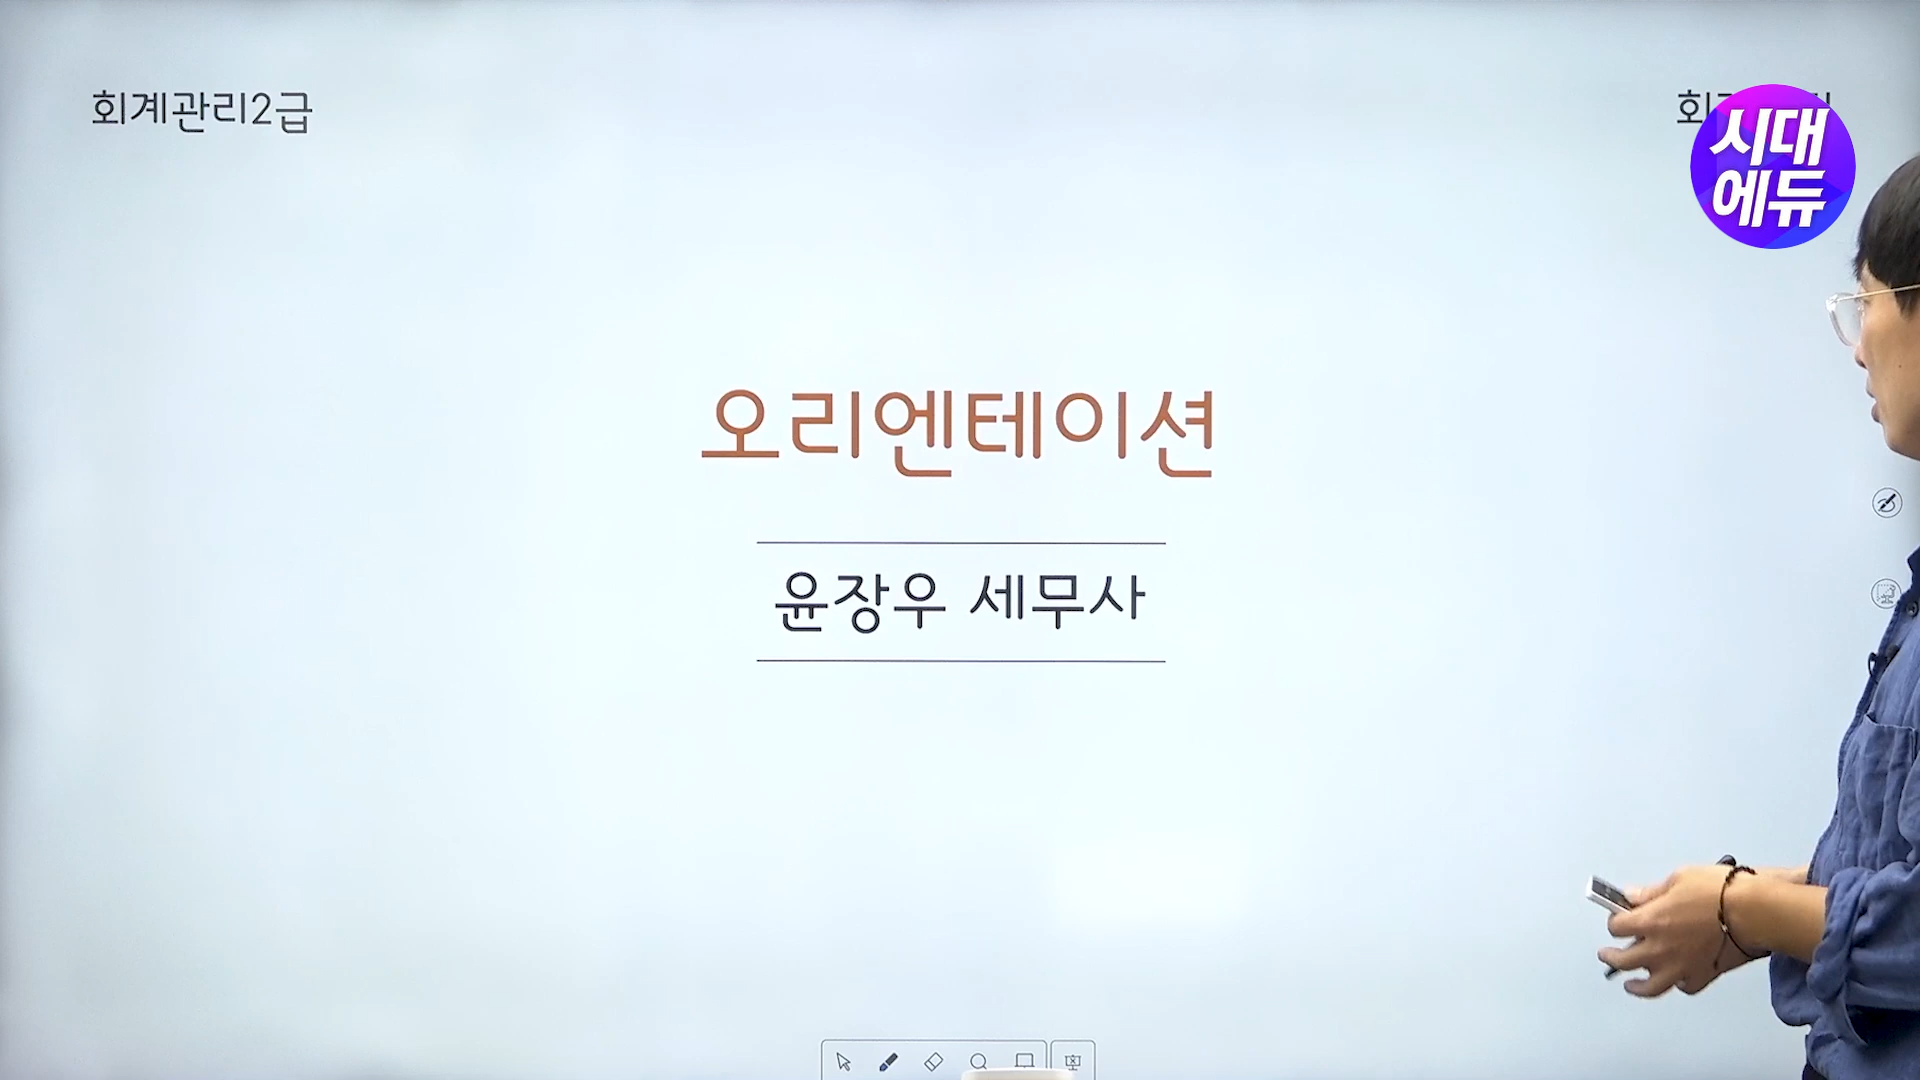 회계관리2급
시대
에듀
오리엔테이션
윤장우 세무사